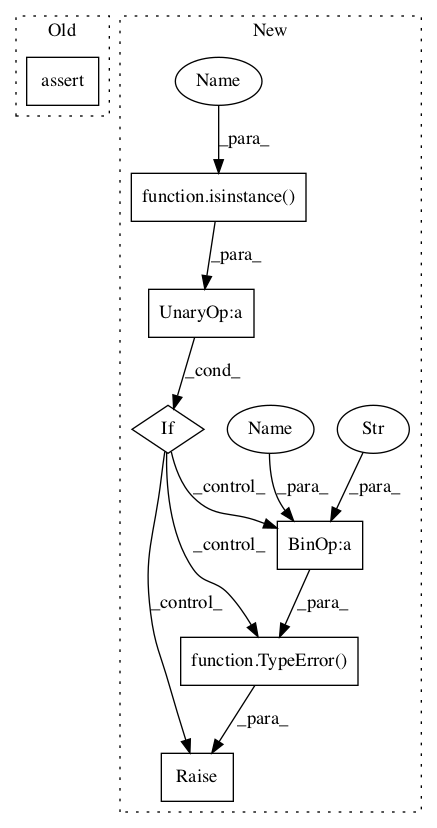 Old
New
assert
Name
_para_
function.isinstance()
_para_
UnaryOp:a
_cond_
If
Name
Str
_control_
_para_
_para_
_control_
BinOp:a
_control_
_para_
function.TypeError()
_para_
Raise